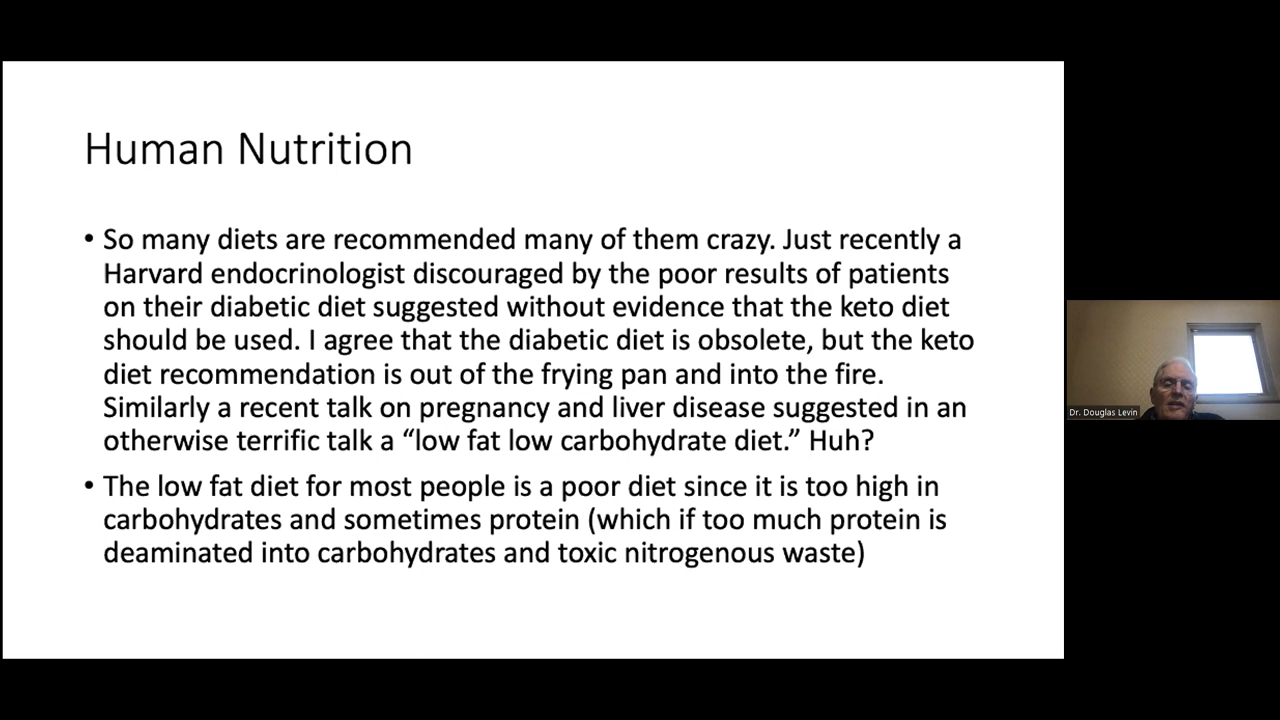 Human Nutrition
• So many diets are recommended many of them crazy. Just recently a
Harvard endocrinologist discouraged by the poor results of patients
on their diabetic diet suggested without evidence that the keto diet
should be used. I agree that the diabetic diet is obsolete, but the keto
diet recommendation is out of the frying pan and into the fire.
Similarly a recent talk on pregnancy and liver disease suggested in an
otherwise terrific talk a “low fat low carbohydrate diet.” Huh?
• The low fat diet for most people is a poor diet since it is too high in
carbohydrates and sometimes protein (which if too much protein is
deaminated into carbohydrates and toxic nitrogenous waste)
Dr. Douglas Levin